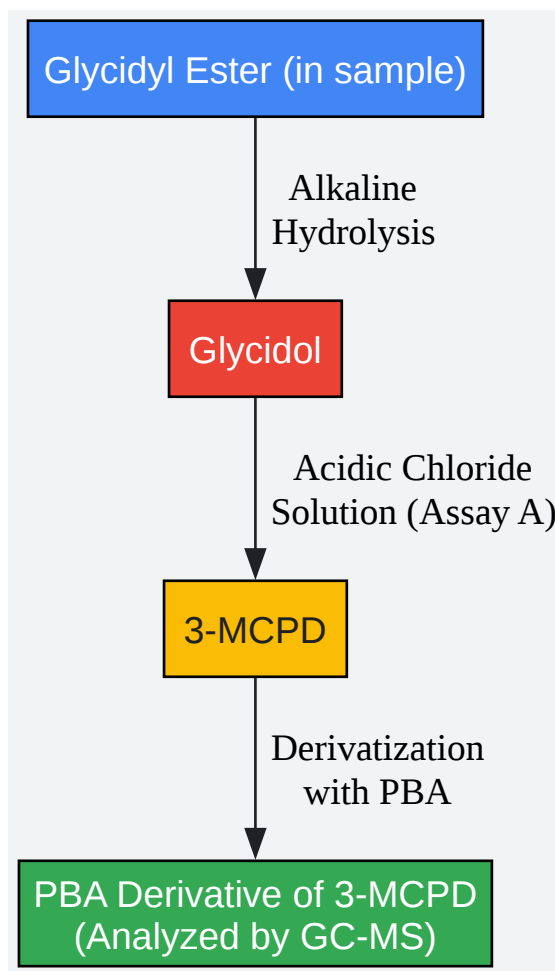 Glycidyl Ester (in sample)
Alkaline
Hydrolysis
Glycidol
Acidic Chloride
Solution (Assay A)
3-MCPD
Derivatization
with PBA
PBA Derivative of 3-MCPD
(Analyzed by GC-MS)